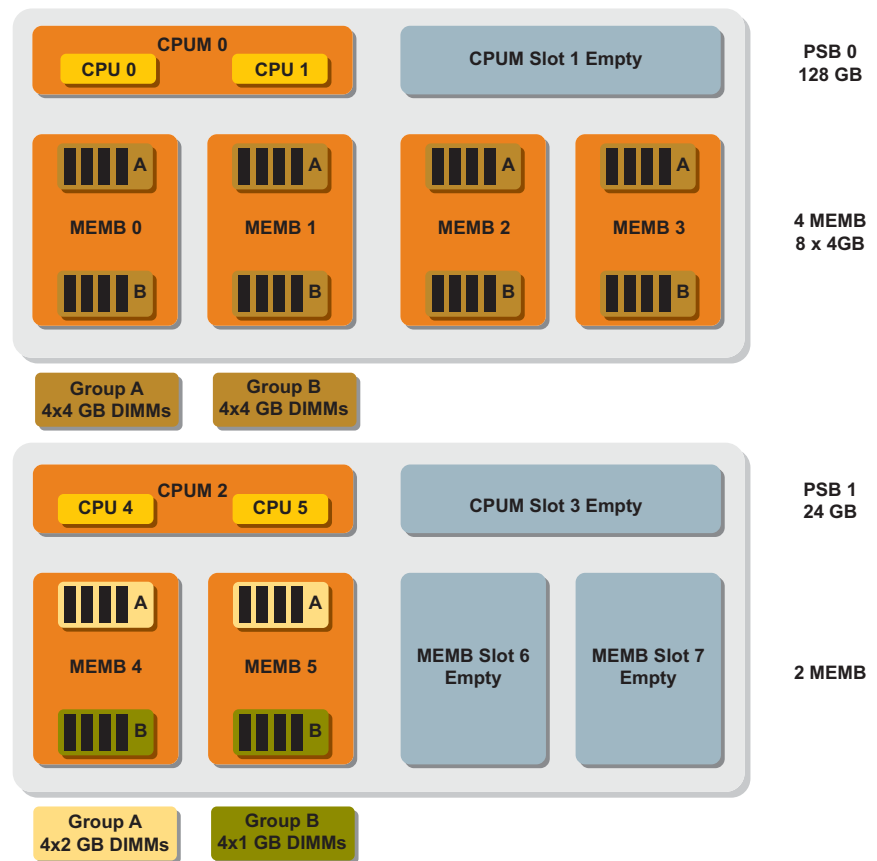 CPUM 0
CPU 0
CPU 1
CPUM Slot 1 Empty
PSB 0
128 GB
A
A
A
A
MEMB 0
MEMB 1
MEMB 2
MEMB 3
4 MEMB
8 x 4GB
B
B
B
B
Group A
4x4 GB DIMMs
Group B
4x4 GB DIMMs
CPUM 2
CPU 4
CPU 5
CPUM Slot 3 Empty
PSB 1
24 GB
A
A
MEMB 4
MEMB 5
MEMB Slot 6
Empty
MEMB Slot 7
Empty
2 MEMB
B
B
Group A
4x2 GB DIMMs
Group B
4x1 GB DIMMs